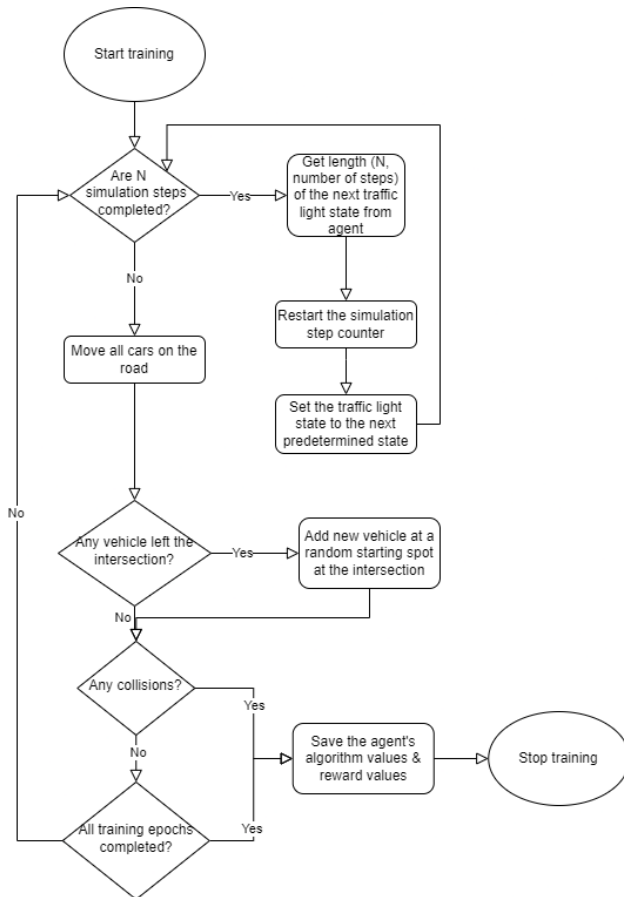 Start training
Are N
simulation steps
completed?
Yes
Get length (N,
number of steps)
of the next traffic
light state from
agent
No
Restart the simulation
step counter
Move all cars on the
road
Set the traffic light
state to the next
predetermined state
No
Any vehicle left the
intersection?
Yes
Add new vehicle at a
random starting spot
at the intersection
No
Any collisions?
Yes
No
Save the agent's
algorithm values &
reward values
Stop training
All training epochs
completed?
Yes